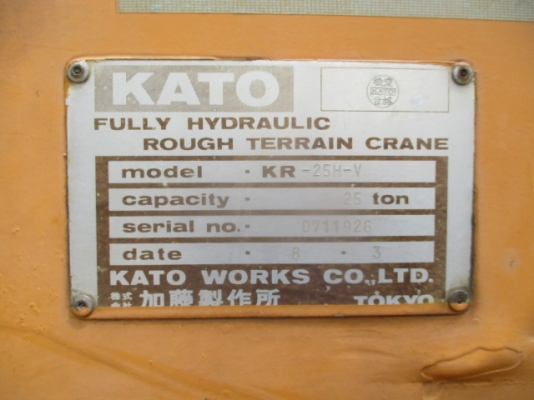 KATO
FULLY HYDRAULIC
ROUGH TERRAIN CRANE
model · KR-25H-V
capacity · 25 ton
serial no. · 0711026
date · 8 · 3
KATO WORKS CO.,LTD.
株式会社 加藤製作所 TOKYO